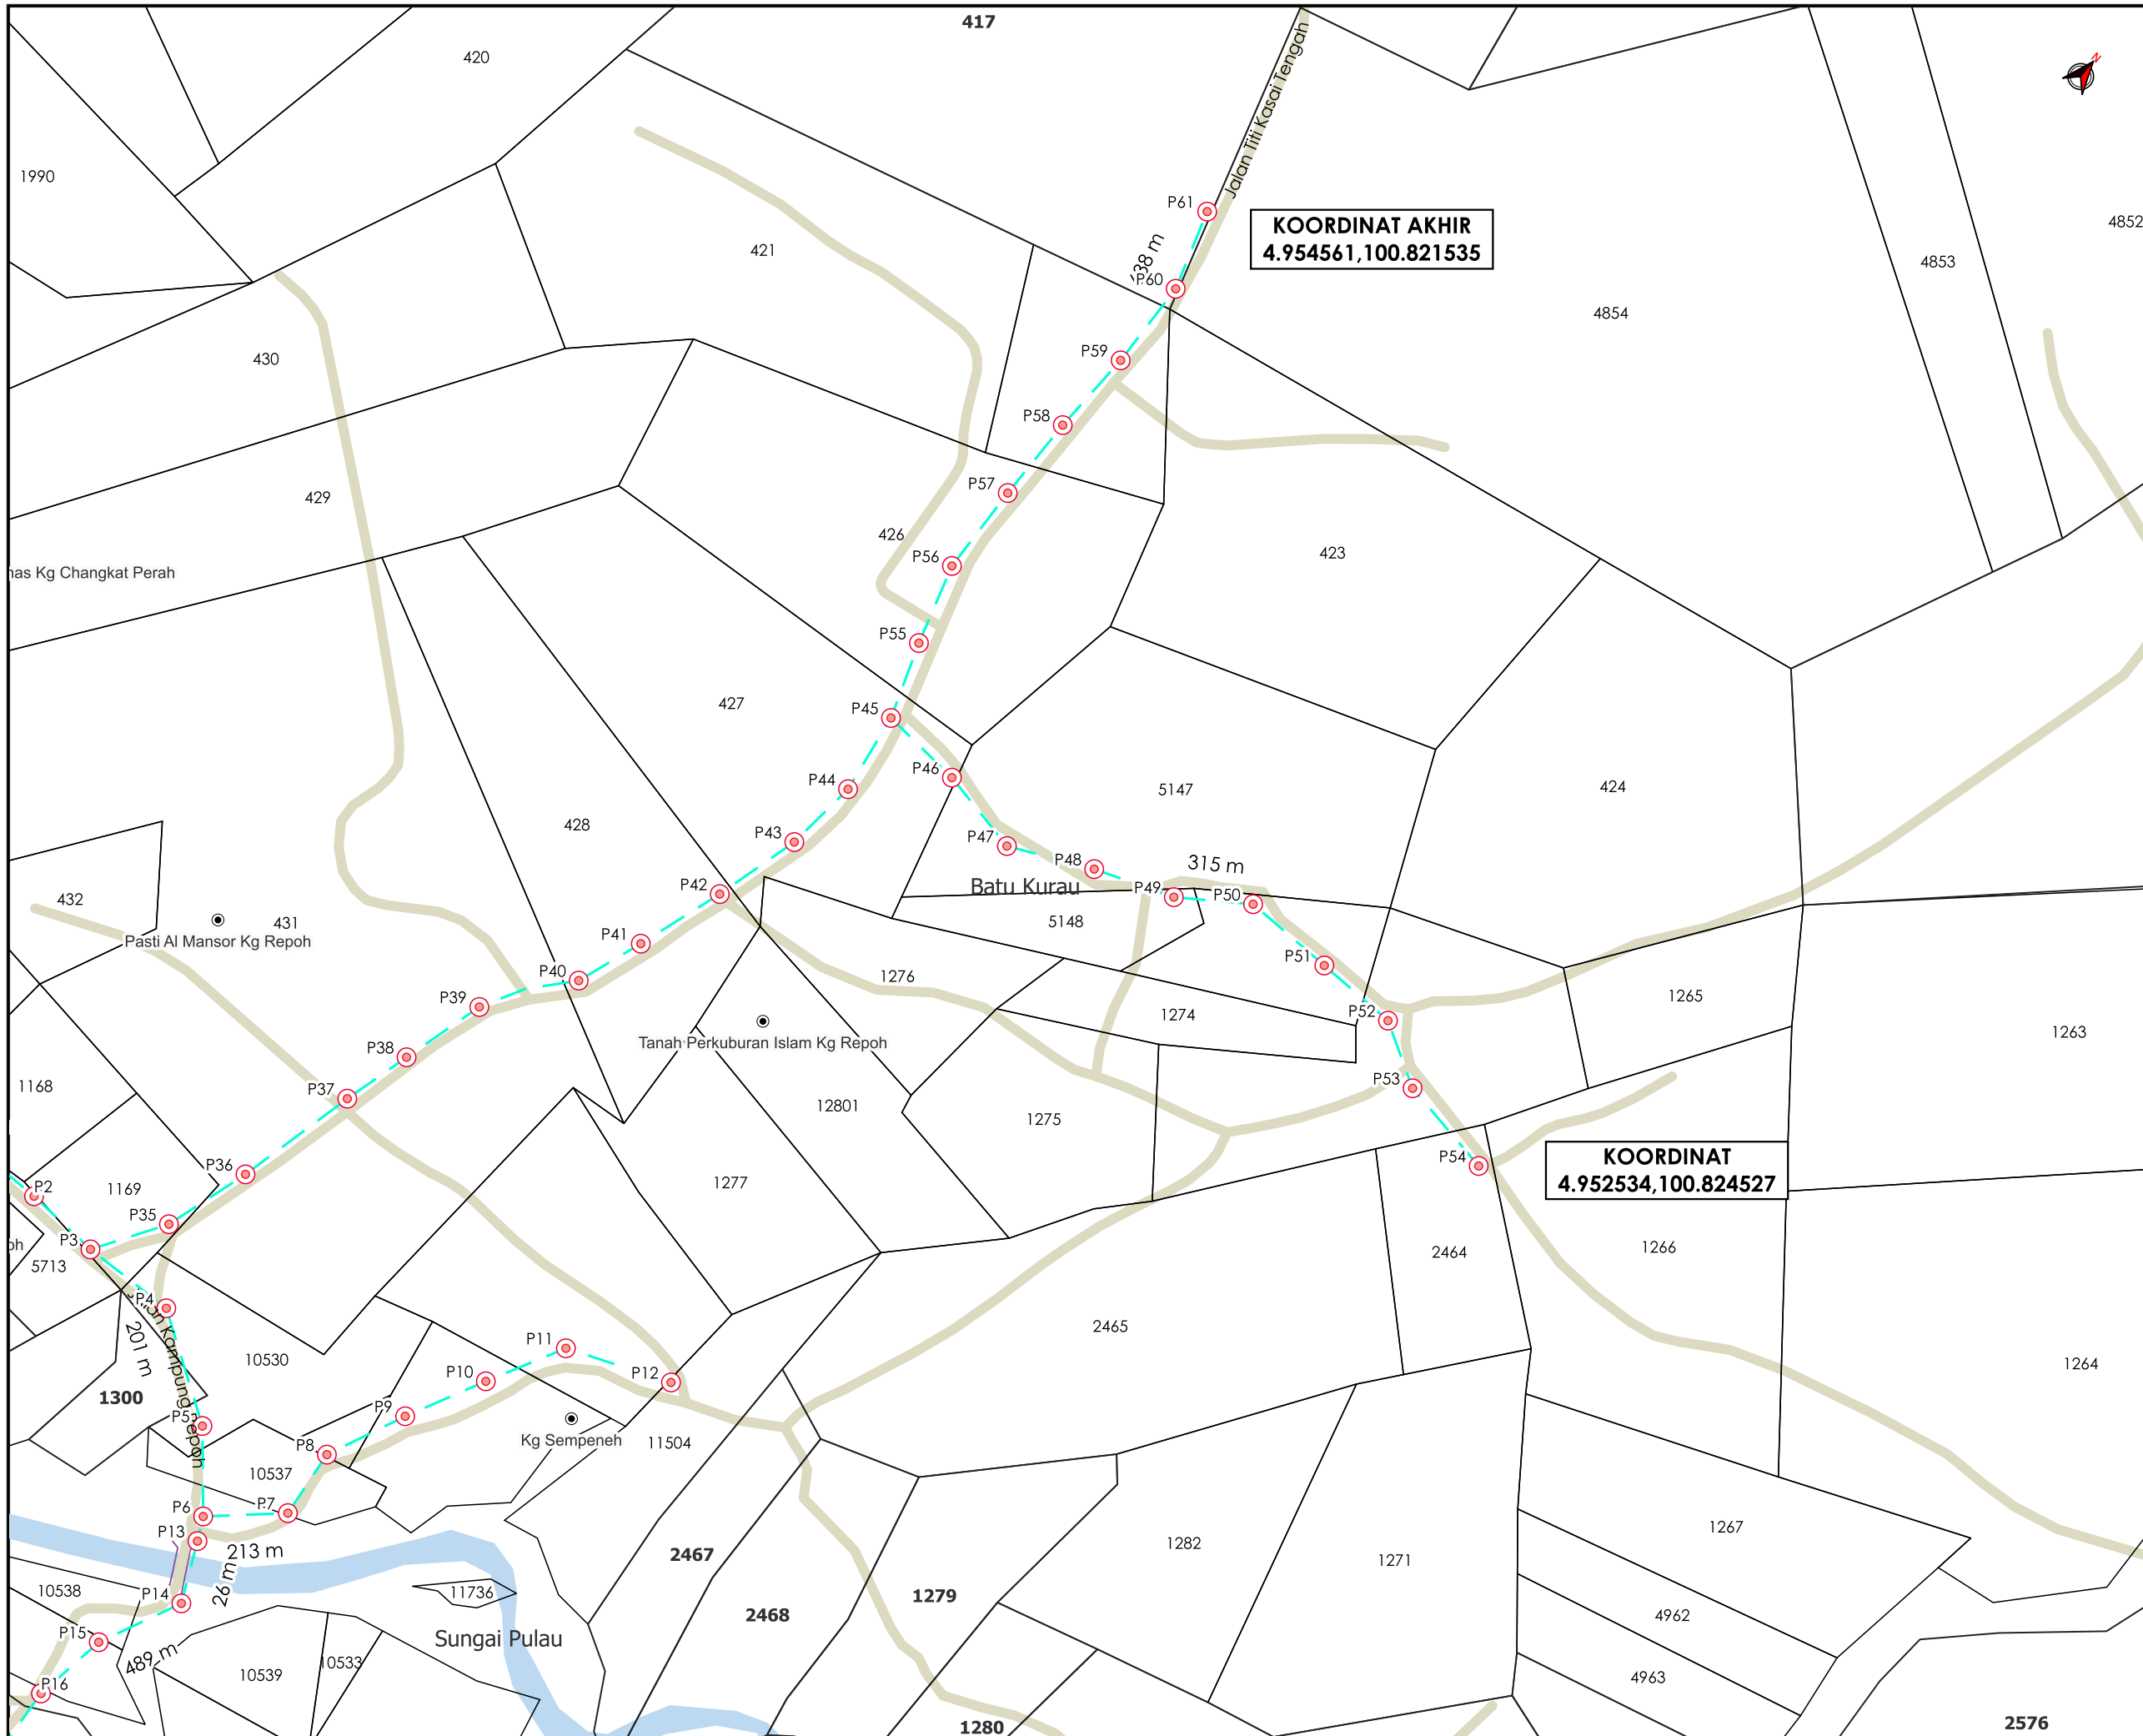 417
420
N
Jalan Titi Kasai Tengah
1990
P61
KOORDINAT AKHIR
4.954561,100.821535
4852
421
38 m
4853
P60
4854
430
P59
P58
429
P57
426
P56
423
nas Kg Changkat Perah
P55
427
P45
P44
P46
5147
424
428
P43
P47
P48
315 m
Batu Kurau
P49
P50
P42
432
431
5148
Pasti Al Mansor Kg Repoh
P41
P51
P40
1276
1265
P39
P52
1274
1263
Tanah Perkuburan Islam Kg Repoh
P38
1168
P37
P53
12801
1275
P54
KOORDINAT
4.952534,100.824527
P36
P2
1169
1277
P35
P3
oh
5713
1266
2464
P4
Jalan Kampung Repoh
201 m
2465
10530
P11
1264
P12
P10
1300
P9
P5
Kg Sempeneh
11504
P8
10537
P6
P7
1267
P13
213 m
1282
2467
1271
26 m
10538
P14
11736
1279
2468
4962
P15
Sungai Pulau
489 m
10539
10533
4963
P16
1280
2576